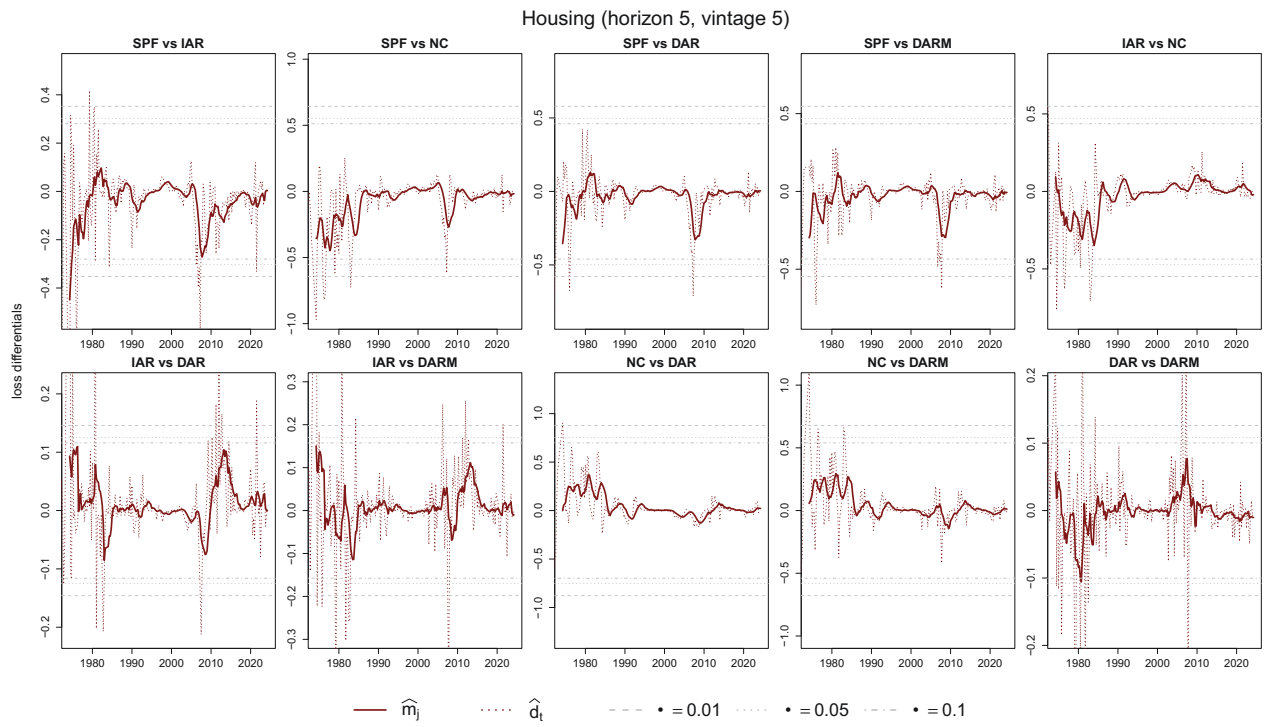 Housing (horizon 5, vintage 5)
SPF vs IAR
SPF vs NC
SPF vs DAR
SPF vs DARM
IAR vs NC
loss differentials
0.4
0.2
0.0
−0.2
−0.4
1.0
0.5
0.0
−0.5
−1.0
0.5
0.0
−0.5
0.5
0.0
−0.5
0.5
0.0
−0.5
1980 1990 2000 2010 2020
1980 1990 2000 2010 2020
1980 1990 2000 2010 2020
1980 1990 2000 2010 2020
1980 1990 2000 2010 2020
IAR vs DAR
IAR vs DARM
NC vs DAR
NC vs DARM
DAR vs DARM
0.2
0.1
0.0
−0.1
−0.2
0.3
0.2
0.1
0.0
−0.1
−0.2
−0.3
1.0
0.5
0.0
−0.5
−1.0
1.0
0.5
0.0
−0.5
−1.0
0.2
0.1
0.0
−0.1
−0.2
1980 1990 2000 2010 2020
1980 1990 2000 2010 2020
1980 1990 2000 2010 2020
1980 1990 2000 2010 2020
1980 1990 2000 2010 2020
m̂j d̂t • = 0.01 • = 0.05 • = 0.1